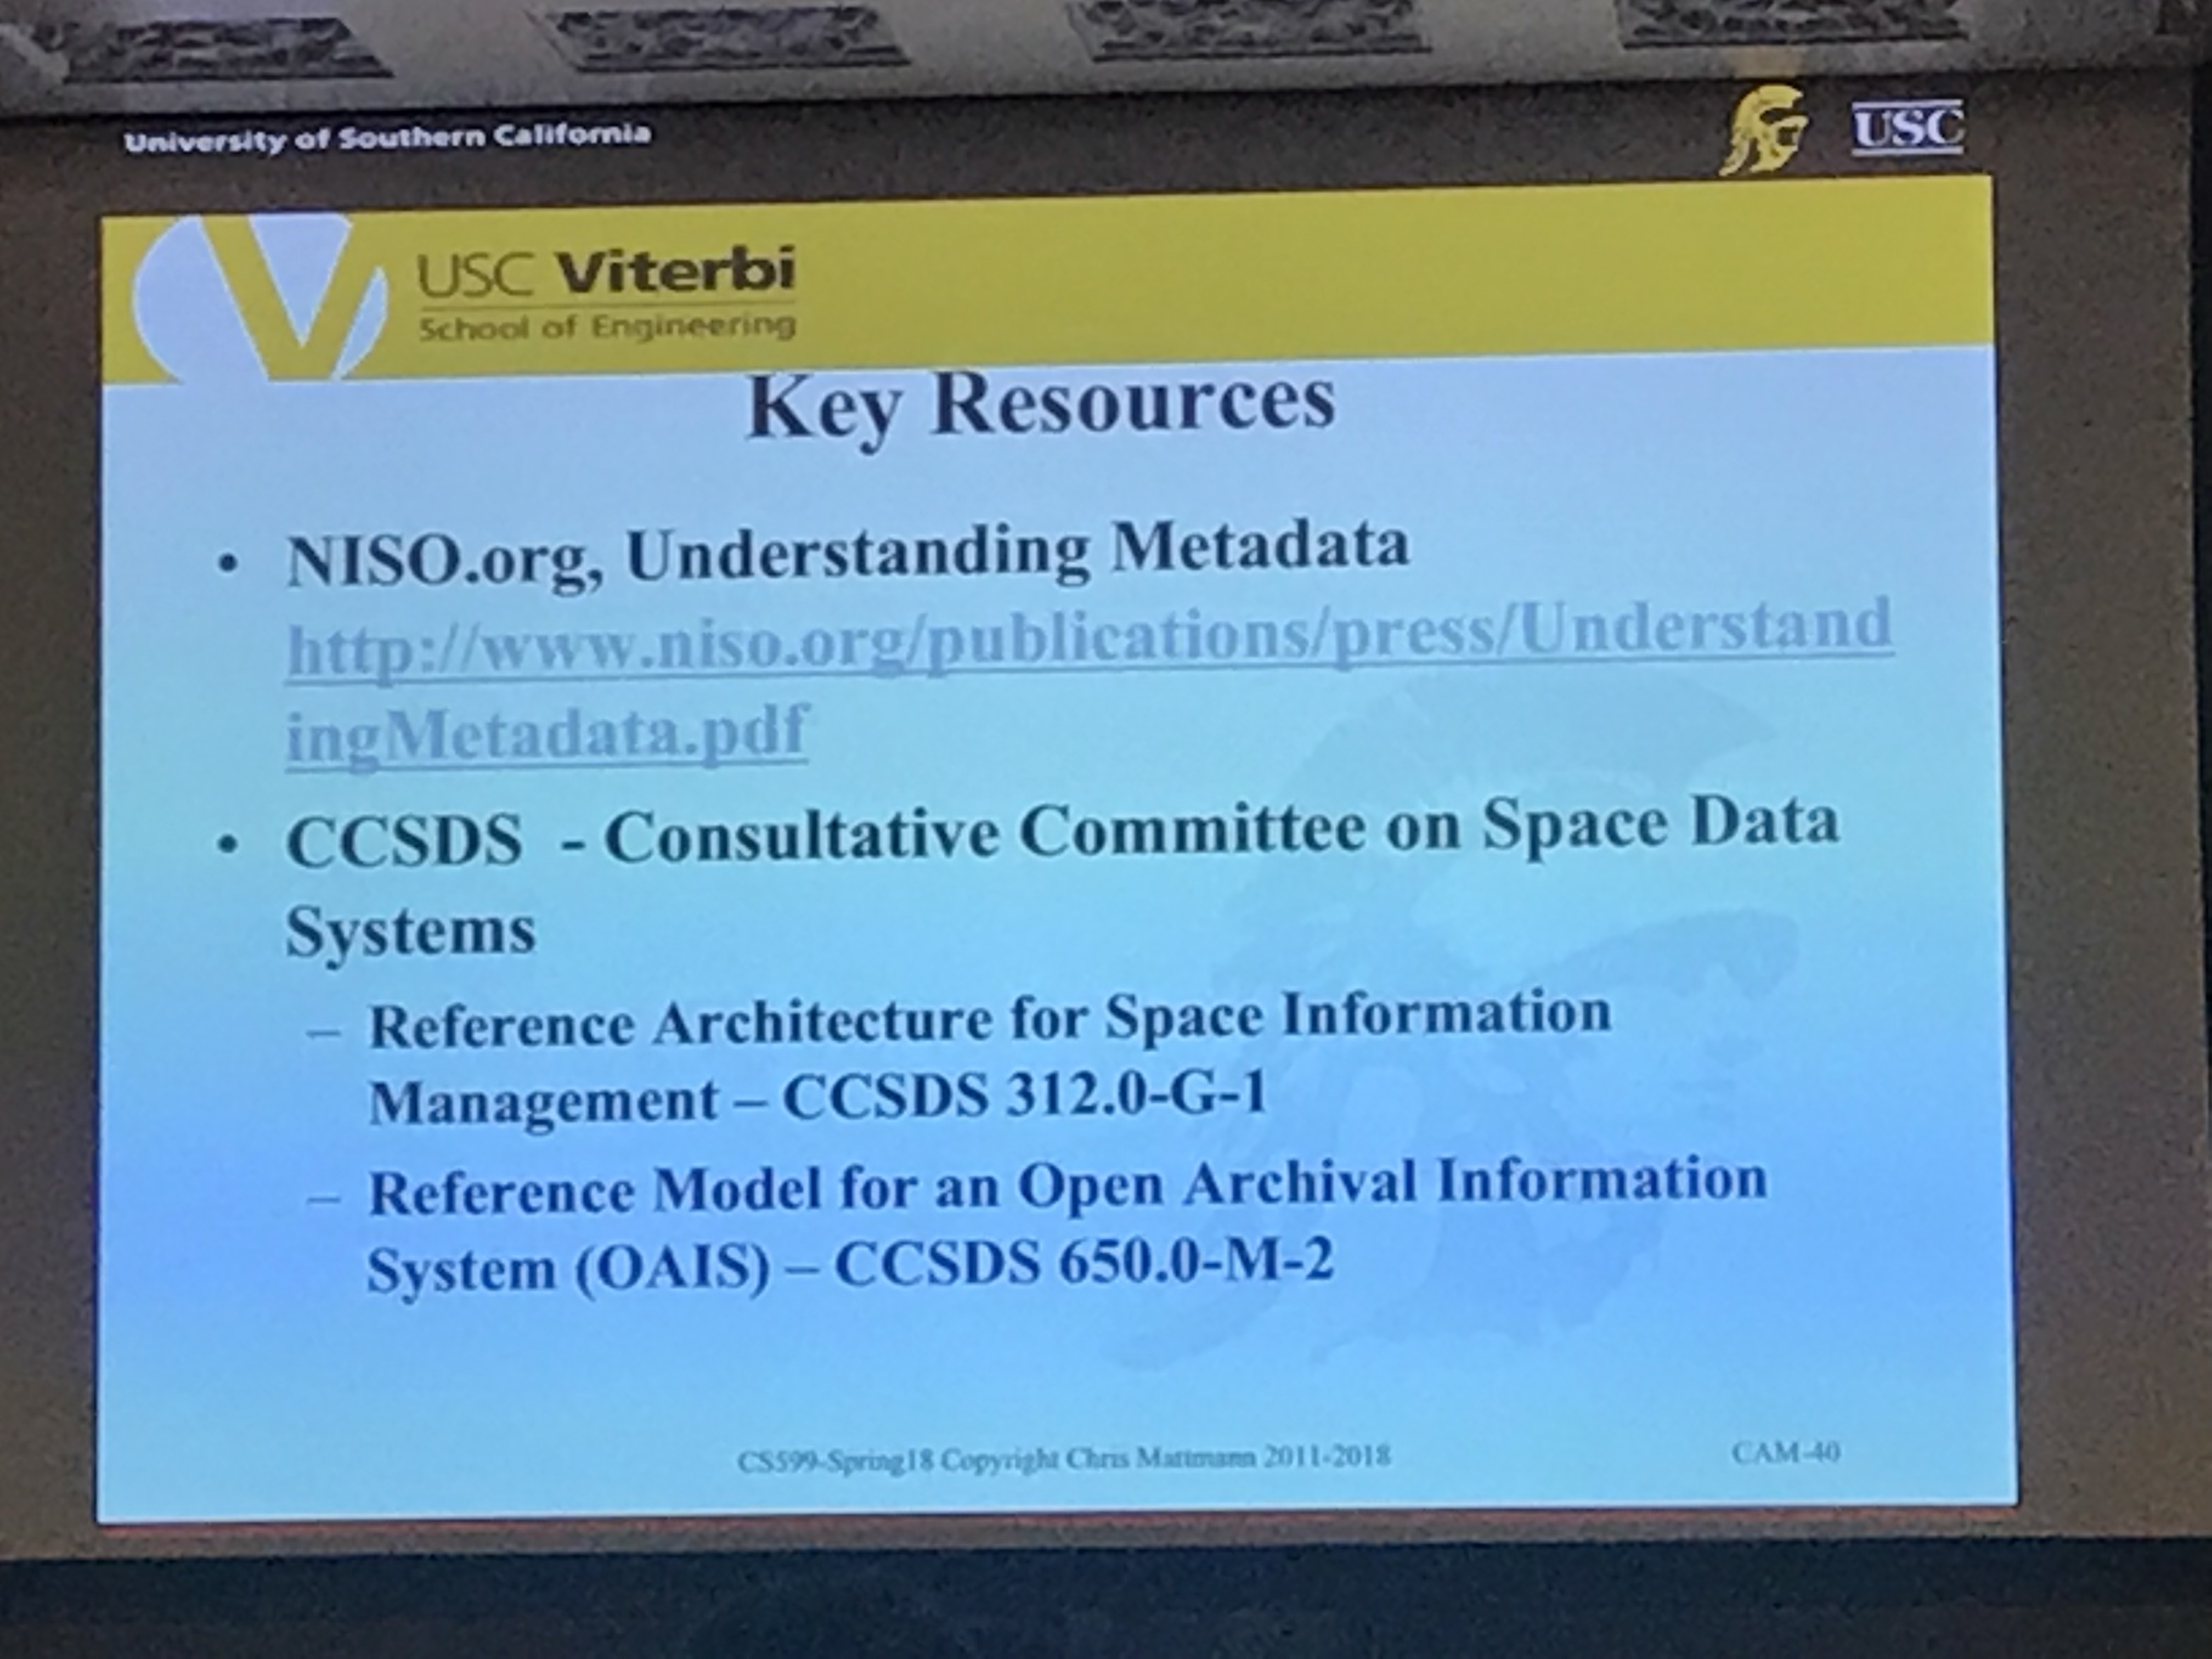 University of Southern California
USC
USC Viterbi
School of Engineering
Key Resources
• NISO.org, Understanding Metadata
http://www.niso.org/publications/press/Understand
ingMetadata.pdf
• CCSDS - Consultative Committee on Space Data
Systems
– Reference Architecture for Space Information
Management – CCSDS 312.0-G-1
– Reference Model for an Open Archival Information
System (OAIS) – CCSDS 650.0-M-2
CS599-Spring18 Copyright Chris Mattmann 2011-2018
CAM-40